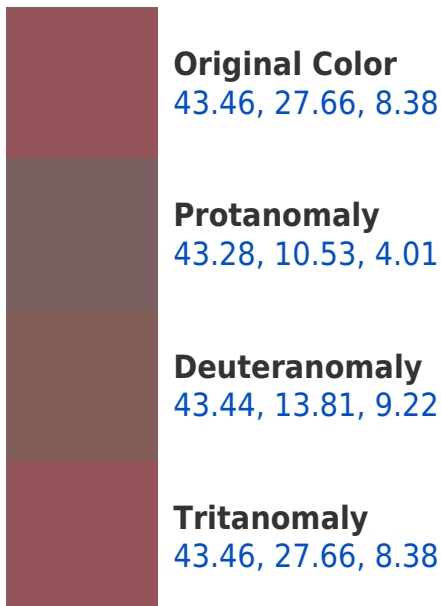 Original Color
43.46, 27.66, 8.38
Protanomaly
43.28, 10.53, 4.01
Deuteranomaly
43.44, 13.81, 9.22
Tritanomaly
43.46, 27.66, 8.38